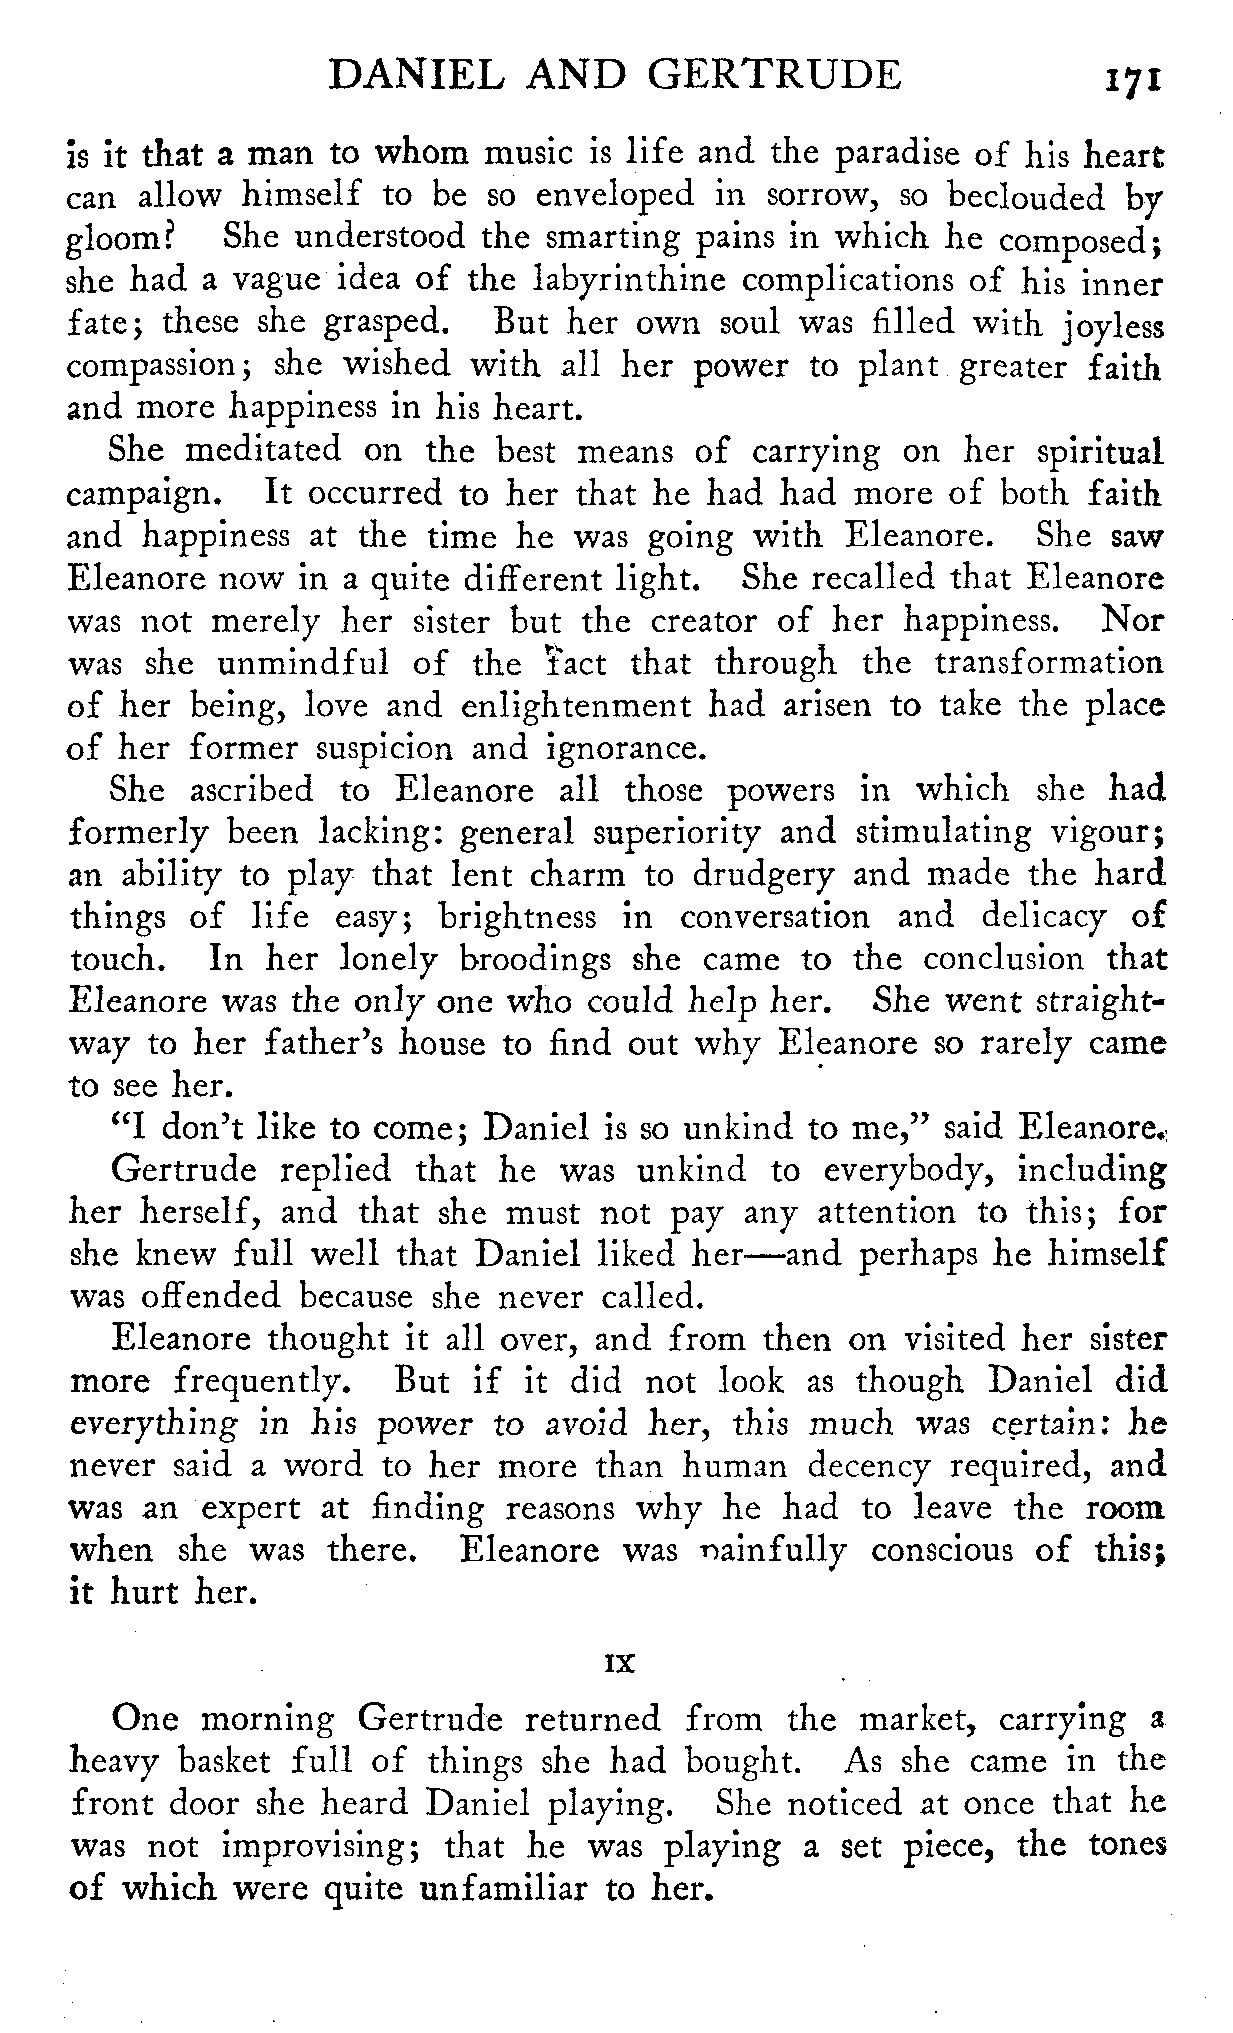 DANIEL AND GERTRUDE 171
is it that a man to whom music is life and the paradise of his heart
can allow himself to be so enveloped in sorrow, so beclouded by
gloom? She understood the smarting pains in which he composed;
she had a vague idea of the labyrinthine complications of his inner
fate; these she grasped. But her own soul was filled with joyless
compassion; she wished with all her power to plant greater faith
and more happiness in his heart.
She meditated on the best means of carrying on her spiritual
campaign. It occurred to her that he had had more of both faith
and happiness at the time he was going with Eleanore. She saw
Eleanore now in a quite different light. She recalled that Eleanore
was not merely her sister but the creator of her happiness. Nor
was she unmindful of the fact that through the transformation
of her being, love and enlightenment had arisen to take the place
of her former suspicion and ignorance.
She ascribed to Eleanore all those powers in which she had
formerly been lacking: general superiority and stimulating vigour;
an ability to play that lent charm to drudgery and made the hard
things of life easy; brightness in conversation and delicacy of
touch. In her lonely broodings she came to the conclusion that
Eleanore was the only one who could help her. She went straight-
way to her father's house to find out why Eleanore so rarely came
to see her.
"I don't like to come; Daniel is so unkind to me," said Eleanore.
Gertrude replied that he was unkind to everybody, including
her herself, and that she must not pay any attention to this; for
she knew full well that Daniel liked her—and perhaps he himself
was offended because she never called.
Eleanore thought it all over, and from then on visited her sister
more frequently. But if it did not look as though Daniel did
everything in his power to avoid her, this much was certain: he
never said a word to her more than human decency required, and
was an expert at finding reasons why he had to leave the room
when she was there. Eleanore was painfully conscious of this;
it hurt her.
IX
One morning Gertrude returned from the market, carrying a
heavy basket full of things she had bought. As she came in the
front door she heard Daniel playing. She noticed at once that he
was not improvising; that he was playing a set piece, the tones
of which were quite unfamiliar to her.